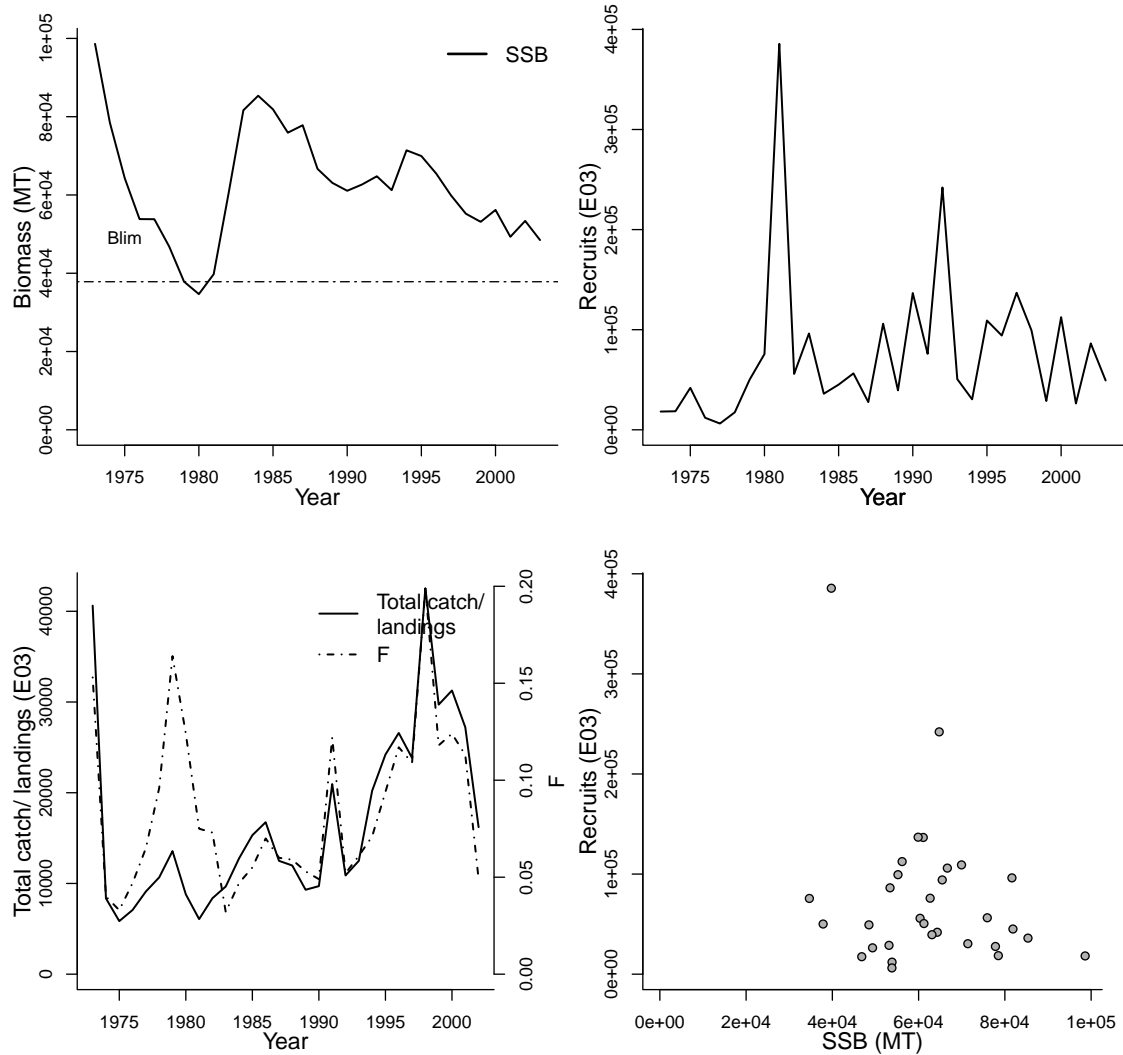 SSB
Biomass (MT)
1e+05
8e+04
6e+04
4e+04
2e+04
0e+00
Blim
1975 1980 1985 1990 1995 2000
Year
Recruits (E03)
4e+05
3e+05
2e+05
1e+05
0e+00
1975 1980 1985 1990 1995 2000
Year
Total catch/ landings (E03)
40000
30000
20000
10000
0
Total catch/
landings
F
0.20
0.15
0.10
0.05
0.00
F
1975 1980 1985 1990 1995 2000
Year
Recruits (E03)
4e+05
3e+05
2e+05
1e+05
0e+00
0e+00 2e+04 4e+04 6e+04 8e+04 1e+05
SSB (MT)